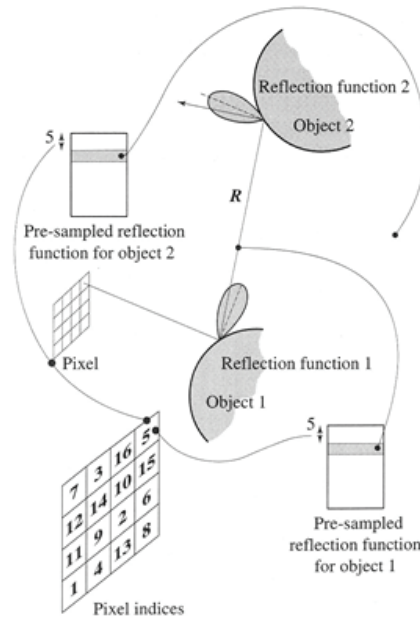 Reflection function 2
Object 2
5
R
Pre-sampled reflection
function for object 2
Pixel
Reflection function 1
Object 1
5
7 3 16 5
12 14 10 15
11 9 2 6
1 4 13 8
Pre-sampled
reflection function
for object 1
Pixel indices